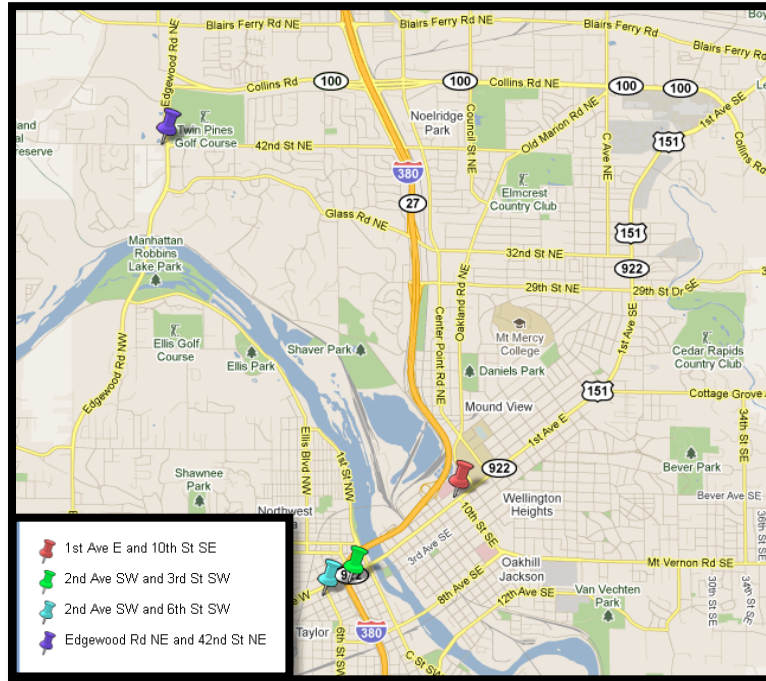 Blairs Ferry Rd NE
Blairs Ferry Rd
Blairs Ferry Rd NE
Edgewood Rd NE
Collins Rd
100
100
Collins Rd NE
100
100
1st Ave SE
Noelridge
Park
Council St NE
Old Marion Rd NE
C Ave NE
151
Collins Rd
Twin Pines
Golf Course
42nd St NE
380
27
Elmcrest
Country Club
Glass Rd NE
151
32nd St NE
922
Manhattan
Robbins
Lake Park
29th St NE
29th St Dr SE
Center Point Rd NE
Oakland Rd NE
Mt Mercy
College
1st Ave SE
Ellis Golf
Course
Ellis Park
Shaver Park
Cedar Rapids
Country Club
Edgewood Rd NW
Daniels Park
151
Cottage Grove A
Mound View
1st Ave E
34th St SE
Ellis Blvd NW
1st St NW
Bever Park
Shawnee
Park
922
Wellington
Heights
Bever Ave SE
36th St SE
Northwest
10th St SE
3rd Ave SE
Oakhill
Jackson
Mt Vernon Rd SE
8th Ave SE
12th Ave SE
Van Vechten
Park
30th St SE
34th St SE
Taylor
6th St SW
380
C St SW
1st Ave E and 10th St SE
2nd Ave SW and 3rd St SW
2nd Ave SW and 6th St SW
Edgewood Rd NE and 42nd St NE